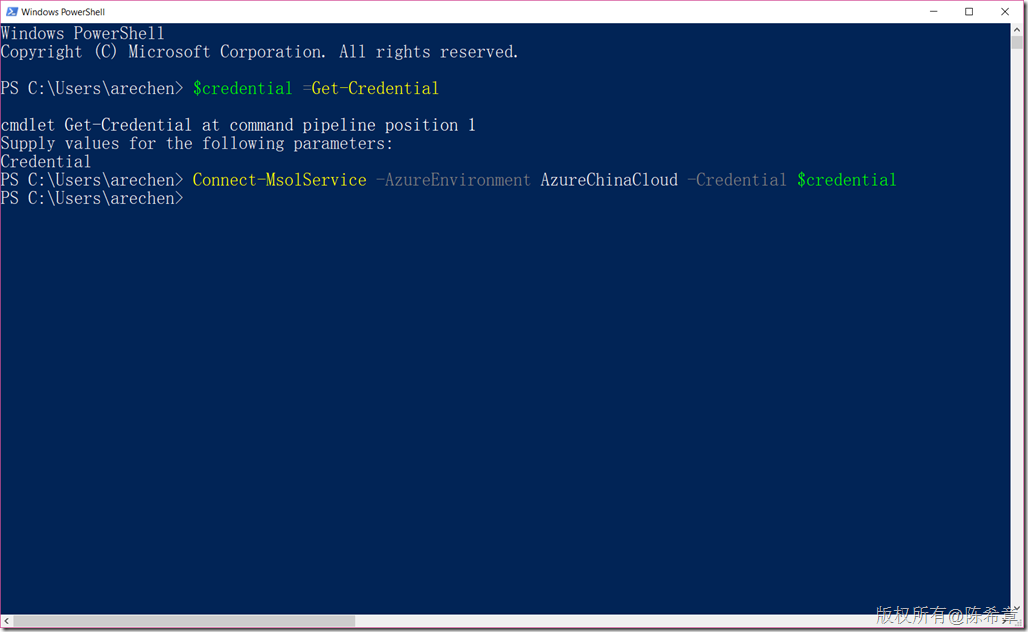 Windows PowerShell
Windows PowerShell
Copyright (C) Microsoft Corporation. All rights reserved.
PS C:\Users\arechen> $credential =Get-Credential
cmdlet Get-Credential at command pipeline position 1
Supply values for the following parameters:
Credential
PS C:\Users\arechen> Connect-MsolService -AzureEnvironment AzureChinaCloud -Credential $credential
PS C:\Users\arechen>
版权所有@陈希章